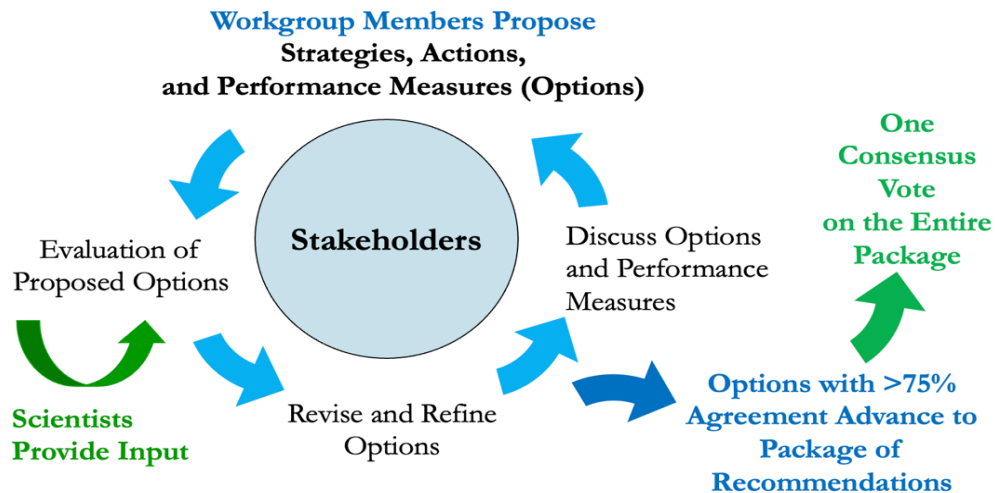 Workgroup Members Propose
Strategies, Actions,
and Performance Measures (Options)
Stakeholders
Evaluation of
Proposed Options
Scientists
Provide Input
Revise and Refine
Options
Discuss Options
and Performance
Measures
Options with >75%
Agreement Advance to
Package of
Recommendations
One
Consensus
Vote
on the Entire
Package